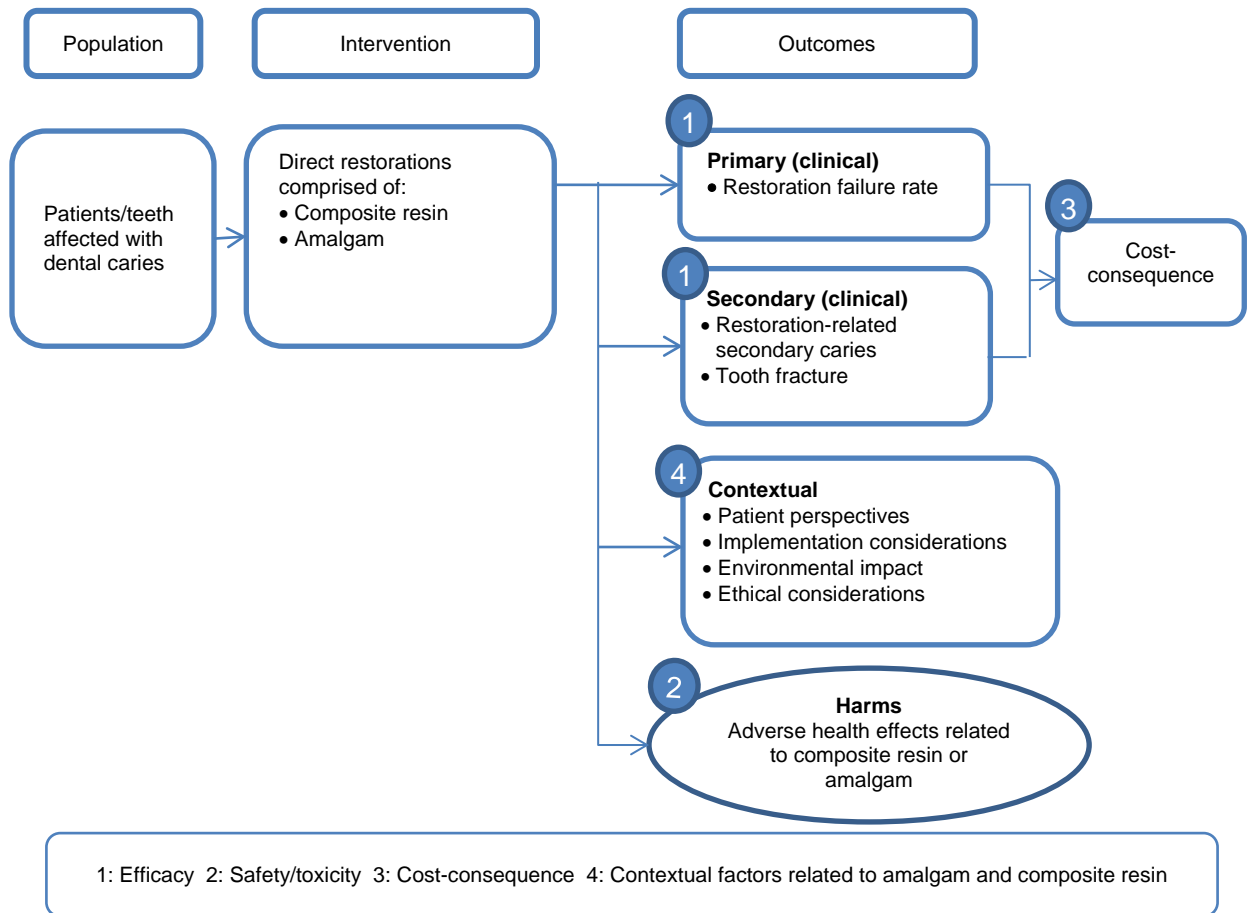 Population
Intervention
Outcomes
Patients/teeth
affected with
dental caries
Direct restorations
comprised of:
• Composite resin
• Amalgam
1
Primary (clinical)
• Restoration failure rate
1
Secondary (clinical)
• Restoration-related
secondary caries
• Tooth fracture
3
Cost-
consequence
4
Contextual
• Patient perspectives
• Implementation considerations
• Environmental impact
• Ethical considerations
2
Harms
Adverse health effects related
to composite resin or
amalgam
1: Efficacy 2: Safety/toxicity 3: Cost-consequence 4: Contextual factors related to amalgam and composite resin